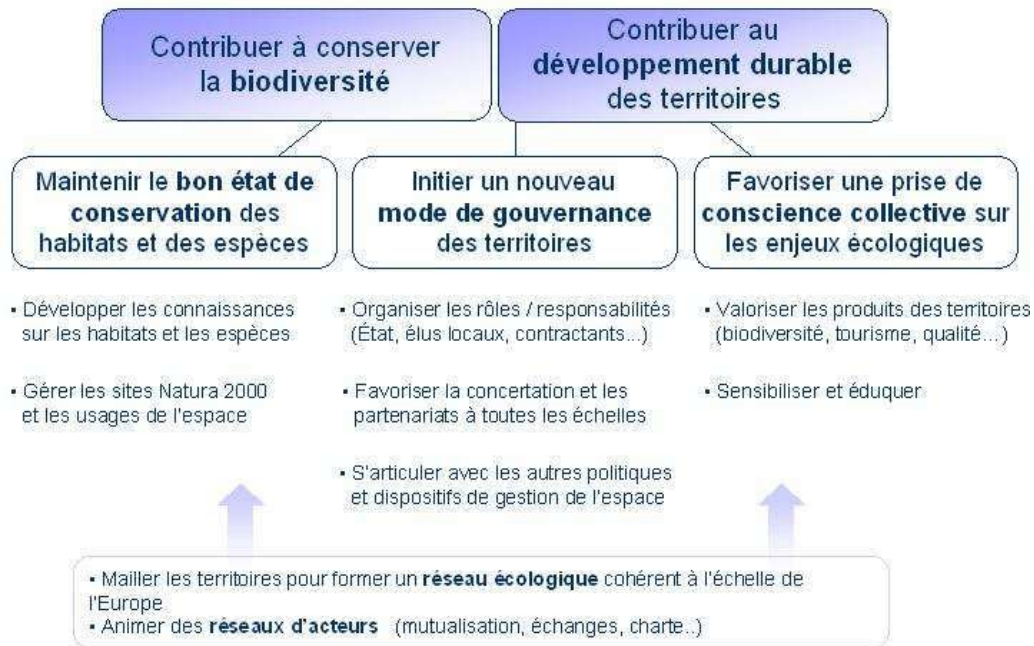 Contribuer à conserver
la biodiversité
Contribuer au
développement durable
des territoires
Maintenir le bon état de
conservation des
habitats et des espèces
Initier un nouveau
mode de gouvernance
des territoires
Favoriser une prise de
conscience collective sur
les enjeux écologiques
▪ Développer les connaissances
sur les habitats et les espèces
▪ Gérer les sites Natura 2000
et les usages de l'espace
▪ Organiser les rôles / responsabilités
(État, élus locaux, contractants...)
▪ Favoriser la concertation et les
partenariats à toutes les échelles
▪ S'articuler avec les autres politiques
et dispositifs de gestion de l'espace
▪ Valoriser les produits des territoires
(biodiversité, tourisme, qualité...)
▪ Sensibiliser et éduquer
▪ Mailler les territoires pour former un réseau écologique cohérent à l'échelle de
l'Europe
▪ Animer des réseaux d'acteurs (mutualisation, échanges, charte..)